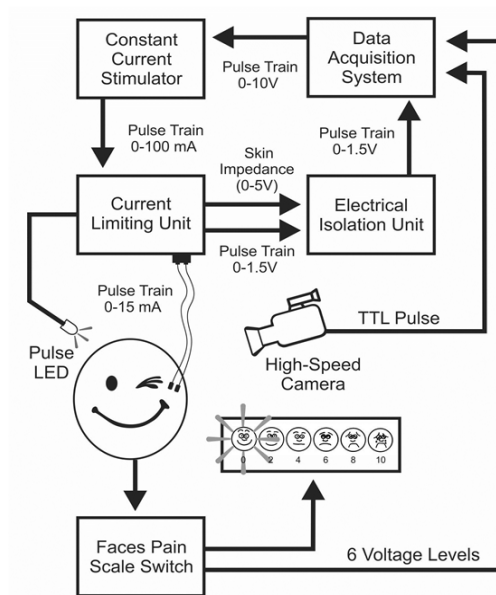 Constant
Current
Stimulator
Pulse Train
0-10V
Data
Acquisition
System
Pulse Train
0-100 mA
Skin
Impedance
(0-5V)
Pulse Train
0-1.5V
Current
Limiting Unit
Electrical
Isolation Unit
Pulse Train
0-1.5V
Pulse Train
0-15 mA
Pulse
LED
TTL Pulse
High-Speed
Camera
0 2 4 6 8 10
Faces Pain
Scale Switch
6 Voltage Levels